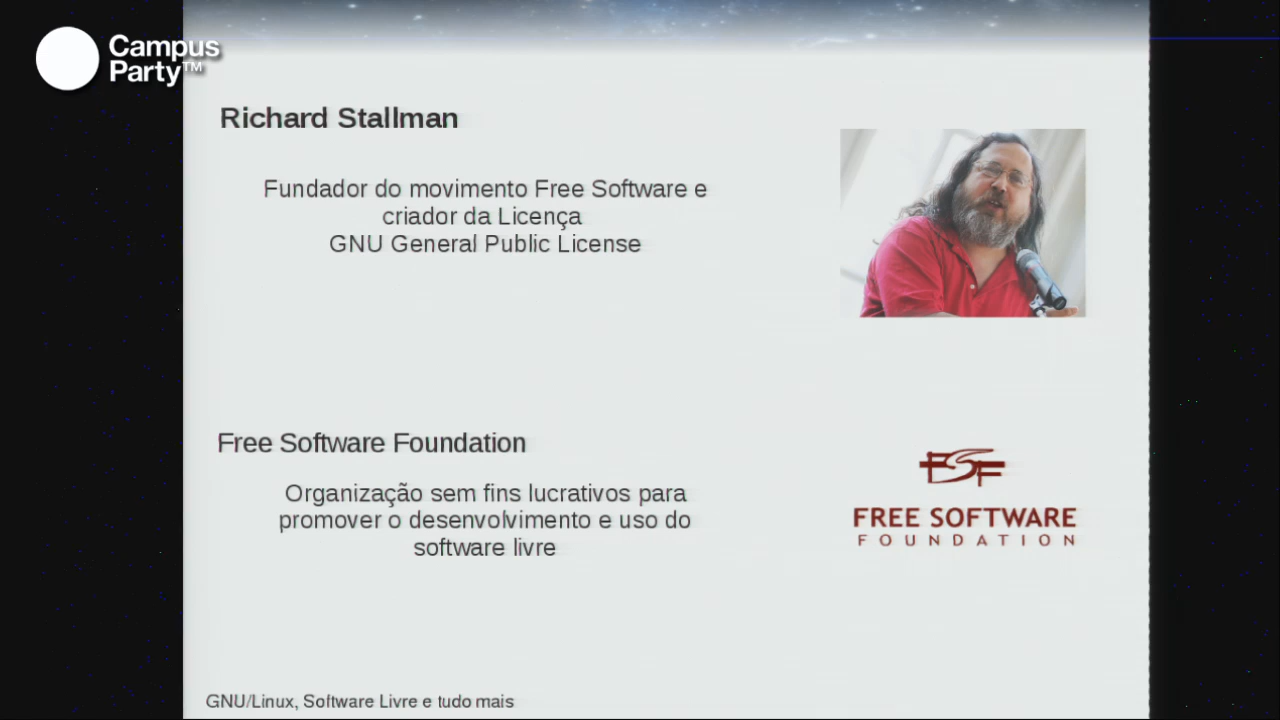 Campus
Party™
Richard Stallman
Fundador do movimento Free Software e
criador da Licença
GNU General Public License
Free Software Foundation
Organização sem fins lucrativos para
promover o desenvolvimento e uso do
software livre
FSF
FREE SOFTWARE
FOUNDATION
GNU/Linux, Software Livre e tudo mais